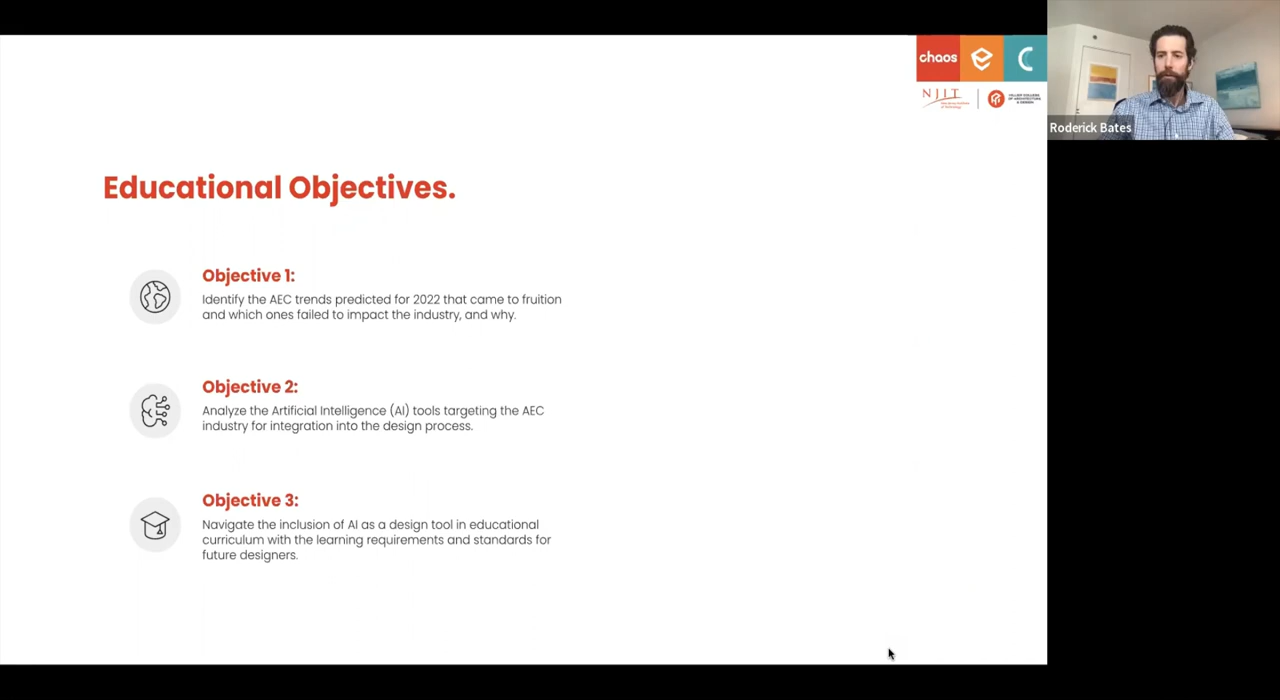 chaos
NJIT
Roderick Bates
Educational Objectives.
Objective 1:
Identify the AEC trends predicted for 2022 that came to fruition
and which ones failed to impact the industry, and why.
Objective 2:
Analyze the Artificial Intelligence (AI) tools targeting the AEC
industry for integration into the design process.
Objective 3:
Navigate the inclusion of AI as a design tool in educational
curriculum with the learning requirements and standards for
future designers.